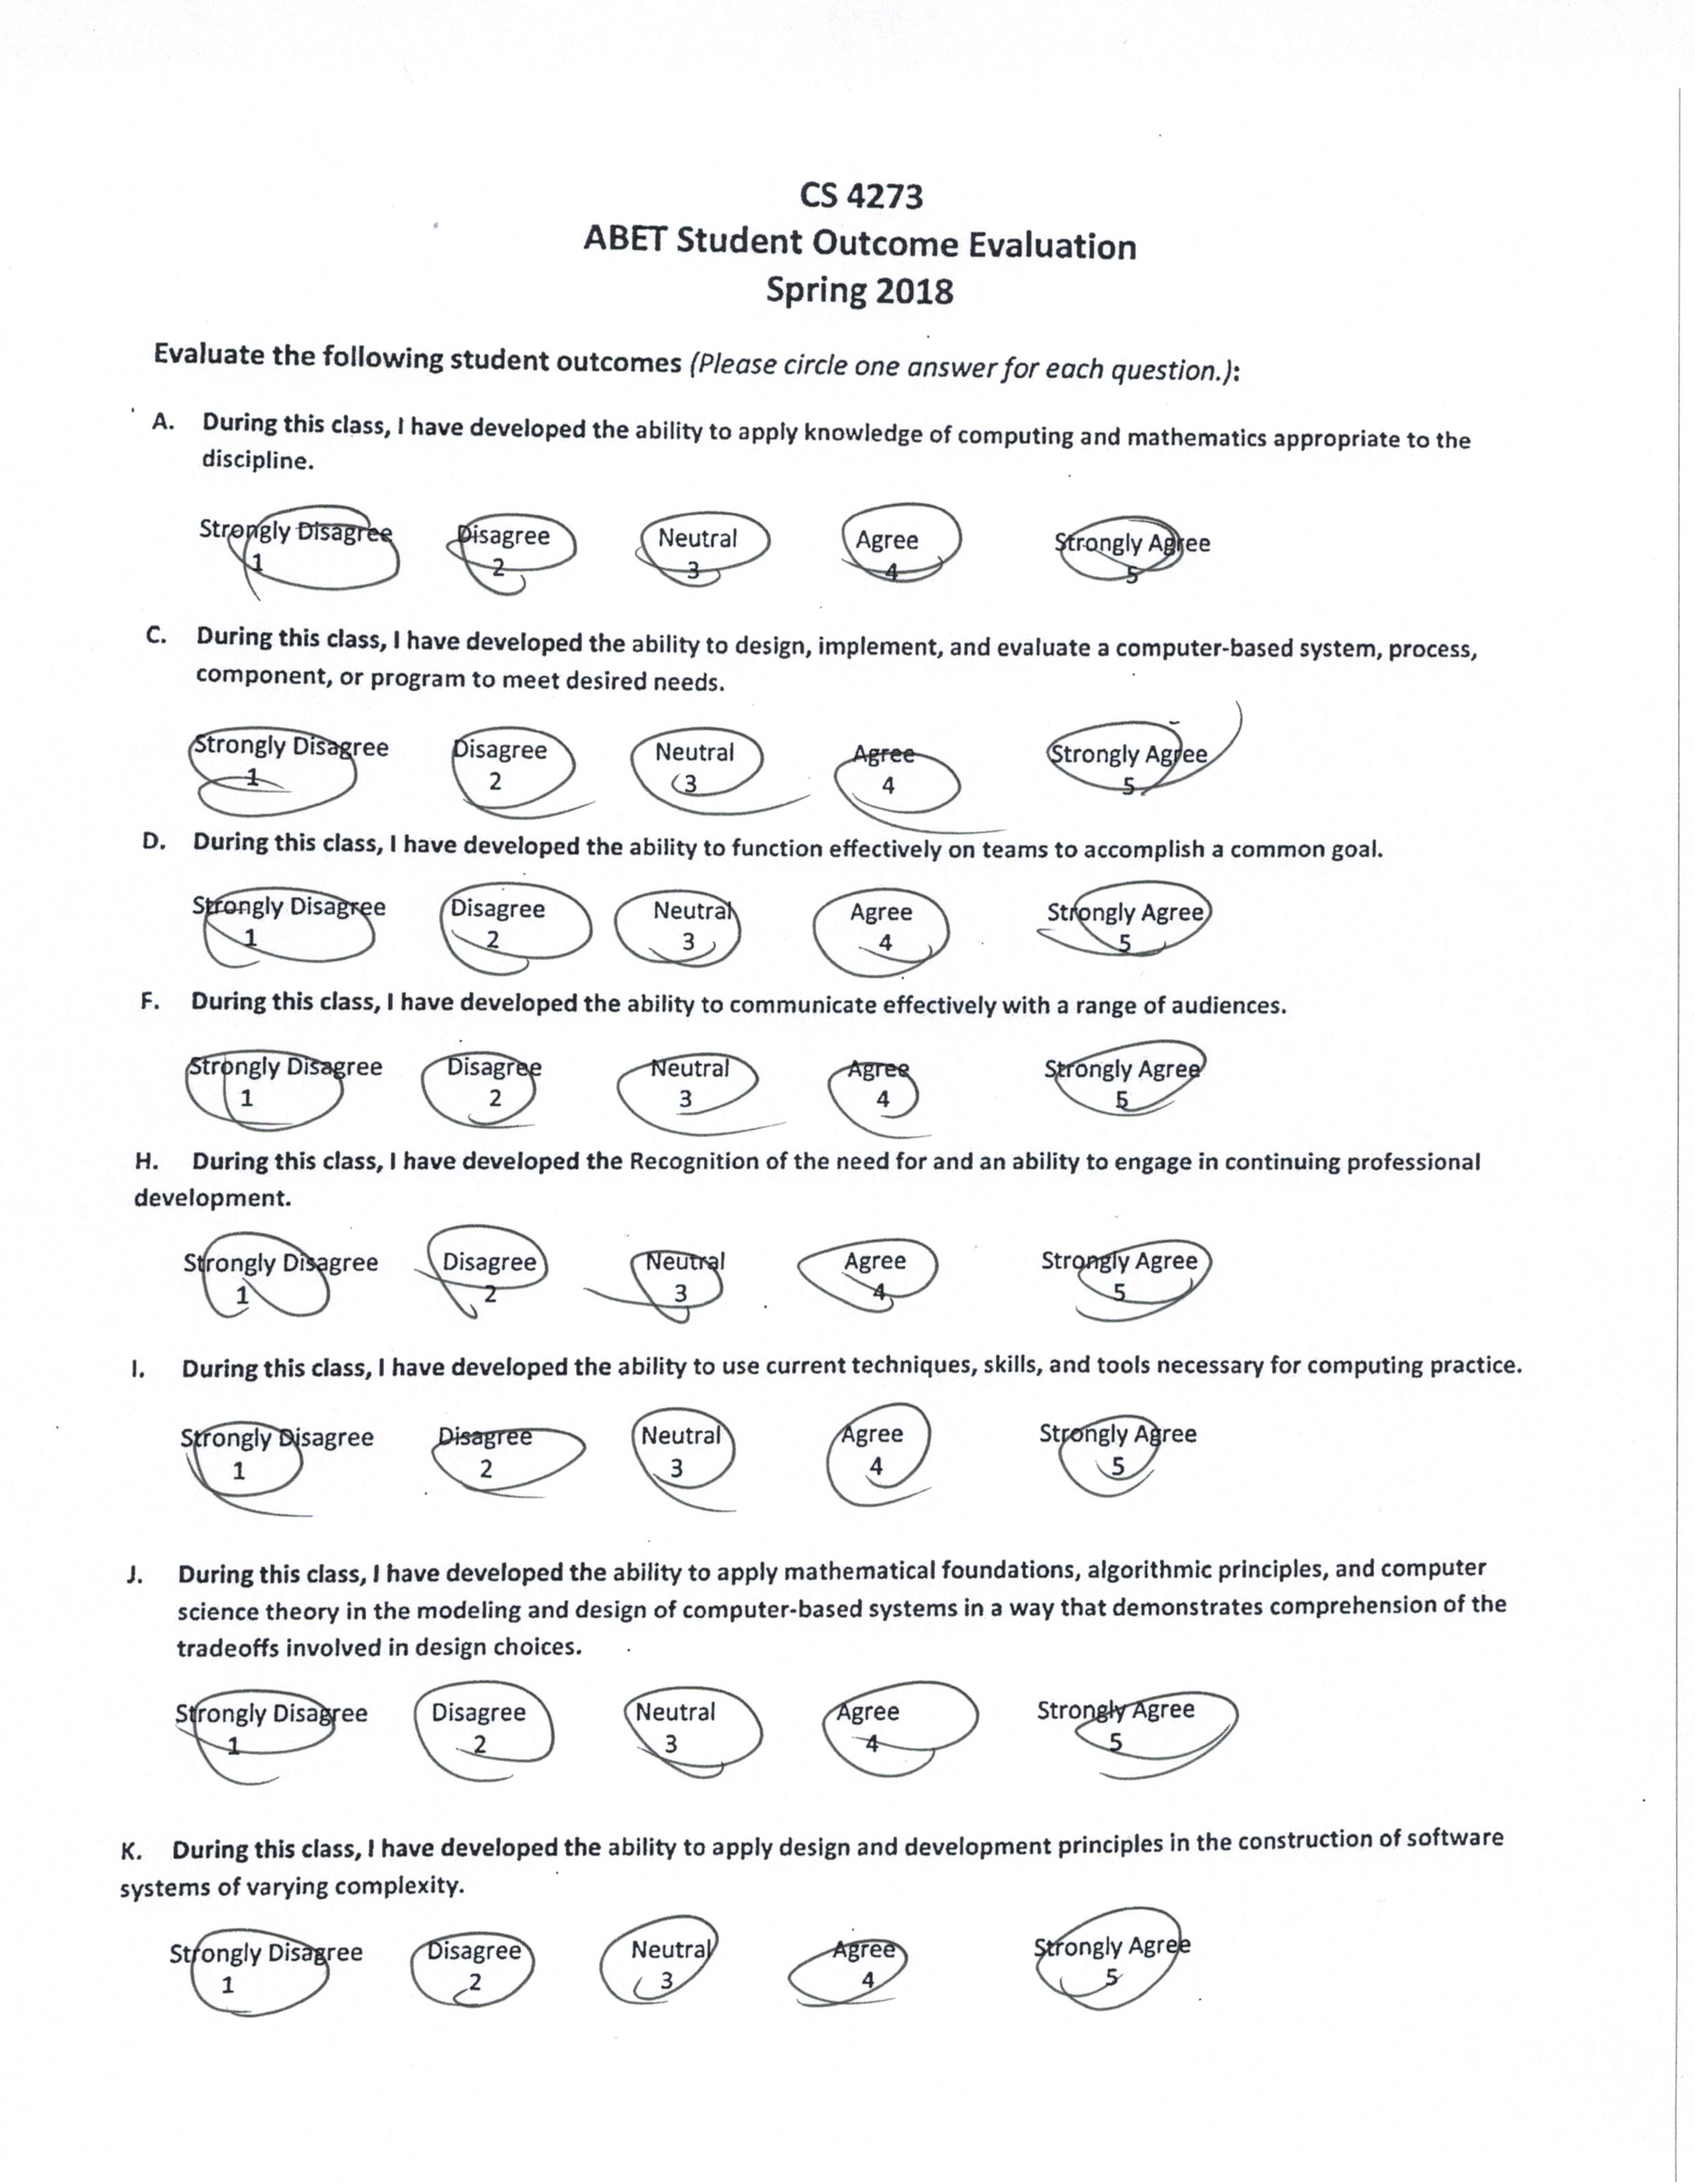 CS 4273
ABET Student Outcome Evaluation
Spring 2018
Evaluate the following student outcomes (Please circle one answer for each question.):
A. During this class, I have developed the ability to apply knowledge of computing and mathematics appropriate to the
discipline.
Strongly Disagree Disagree Neutral Agree Strongly Agree
1 2 3 4 5
C. During this class, I have developed the ability to design, implement, and evaluate a computer-based system, process,
component, or program to meet desired needs.
Strongly Disagree Disagree Neutral Agree Strongly Agree
1 2 3 4 5
D. During this class, I have developed the ability to function effectively on teams to accomplish a common goal.
Strongly Disagree Disagree Neutral Agree Strongly Agree
1 2 3 4 5
F. During this class, I have developed the ability to communicate effectively with a range of audiences.
Strongly Disagree Disagree Neutral Agree Strongly Agree
1 2 3 4 5
H. During this class, I have developed the Recognition of the need for and an ability to engage in continuing professional
development.
Strongly Disagree Disagree Neutral Agree Strongly Agree
1 2 3 4 5
I. During this class, I have developed the ability to use current techniques, skills, and tools necessary for computing practice.
Strongly Disagree Disagree Neutral Agree Strongly Agree
1 2 3 4 5
J. During this class, I have developed the ability to apply mathematical foundations, algorithmic principles, and computer
science theory in the modeling and design of computer-based systems in a way that demonstrates comprehension of the
tradeoffs involved in design choices.
Strongly Disagree Disagree Neutral Agree Strongly Agree
1 2 3 4 5
K. During this class, I have developed the ability to apply design and development principles in the construction of software
systems of varying complexity.
Strongly Disagree Disagree Neutral Agree Strongly Agree
1 2 3 4 5